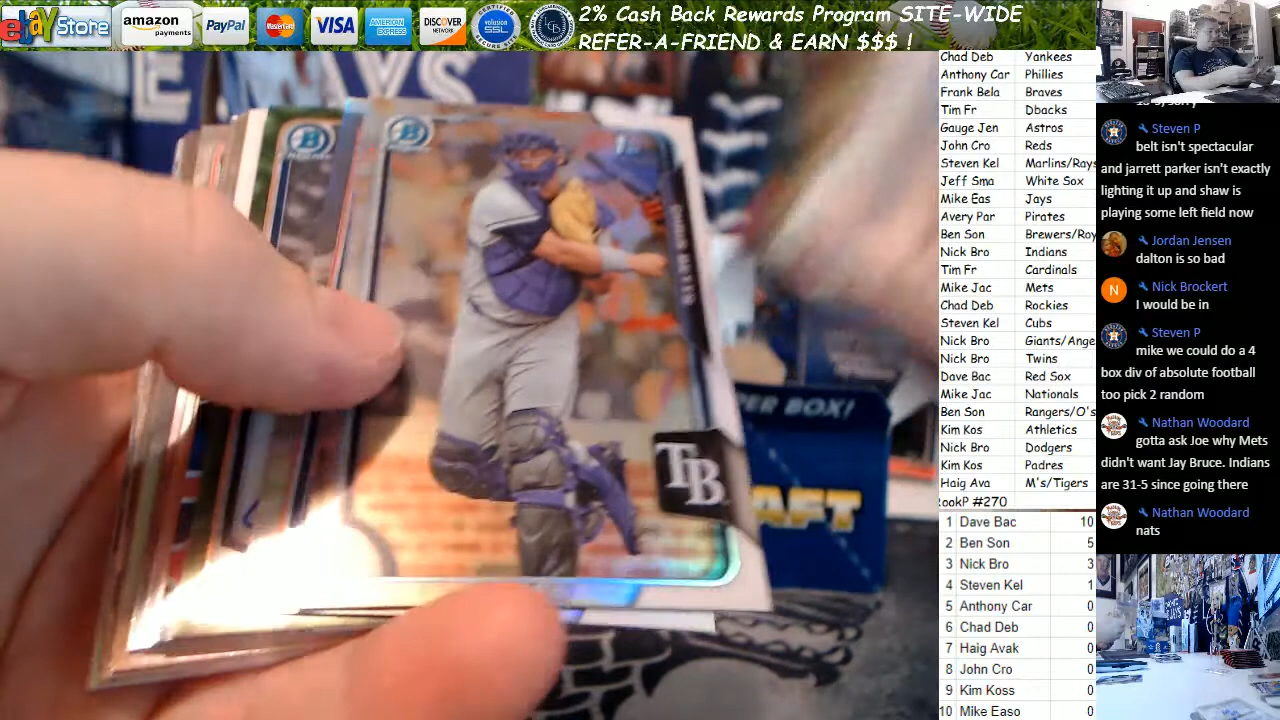 ebay Store
amazon
payments
PayPal
MasterCard
VISA
AMERICAN
EXPRESS
DISCOVER
NETWORK
CERTIFIED
volusion
SSL
SECURE SITE
2% Cash Back Rewards Program SITE-WIDE
REFER-A-FRIEND & EARN $$$ !
E
B
BOWMAN
B
TB
PER BOX!
AFT
Chad Deb Yankees
Anthony Car Phillies
Frank Bela Braves
Tim Fr Dbacks
Gauge Jen Astros
John Cro Reds
Steven Kel Marlins/Rays
Jeff Sma White Sox
Mike Eas Jays
Avery Par Pirates
Ben Son Brewers/Roy
Nick Bro Indians
Tim Fr Cardinals
Mike Jac Mets
Chad Deb Rockies
Steven Kel Cubs
Nick Bro Giants/Ange
Nick Bro Twins
Dave Bac Red Sox
Mike Jac Nationals
Ben Son Rangers/O's
Kim Kos Athletics
Nick Bro Dodgers
Kim Kos Padres
Haig Ava M's/Tigers
RookP #270
1 Dave Bac 10
2 Ben Son 5
3 Nick Bro 3
4 Steven Kel 1
5 Anthony Car 0
6 Chad Deb 0
7 Haig Avak 0
8 John Cro 0
9 Kim Koss 0
10 Mike Easo 0
Steven P
belt isn't spectacular
and jarrett parker isn't exactly
lighting it up and shaw is
playing some left field now
Jordan Jensen
dalton is so bad
N
Nick Brockert
I would be in
Steven P
mike we could do a 4
box div of absolute football
too pick 2 random
Nathan Woodard
gotta ask Joe why Mets
didn't want Jay Bruce. Indians
are 31-5 since going there
Nathan Woodard
nats